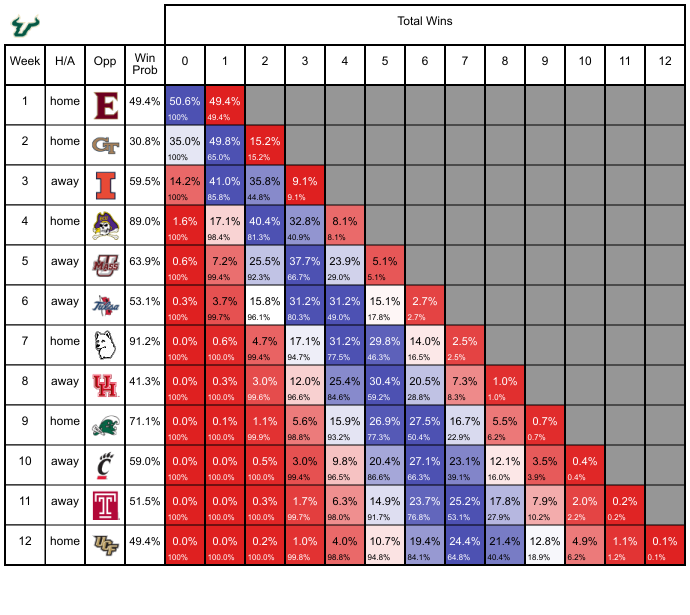 Total Wins
Week H/A Opp Win Prob 0 1 2 3 4 5 6 7 8 9 10 11 12
1 home E 49.4% 50.6% 49.4%
100% 49.4%
2 home GT 30.8% 35.0% 49.8% 15.2%
100% 65.0% 15.2%
3 away I 59.5% 14.2% 41.0% 35.8% 9.1%
100% 85.8% 44.8% 9.1%
4 home 89.0% 1.6% 17.1% 40.4% 32.8% 8.1%
100% 98.4% 81.3% 40.9% 8.1%
5 away UMass 63.9% 0.6% 7.2% 25.5% 37.7% 23.9% 5.1%
100% 99.4% 92.3% 66.7% 29.0% 5.1%
6 away Tulsa 53.1% 0.3% 3.7% 15.8% 31.2% 31.2% 15.1% 2.7%
100% 99.7% 96.1% 80.3% 49.0% 17.8% 2.7%
7 home 91.2% 0.0% 0.6% 4.7% 17.1% 31.2% 29.8% 14.0% 2.5%
100% 100.0% 99.4% 94.7% 77.5% 46.3% 16.5% 2.5%
8 away UH 41.3% 0.0% 0.3% 3.0% 12.0% 25.4% 30.4% 20.5% 7.3% 1.0%
100% 100.0% 99.6% 96.6% 84.6% 59.2% 28.8% 8.3% 1.0%
9 home 71.1% 0.0% 0.1% 1.1% 5.6% 15.9% 26.9% 27.5% 16.7% 5.5% 0.7%
100% 100.0% 99.9% 98.8% 93.2% 77.3% 50.4% 22.9% 6.2% 0.7%
10 away C 59.0% 0.0% 0.0% 0.5% 3.0% 9.8% 20.4% 27.1% 23.1% 12.1% 3.5% 0.4%
100% 100.0% 100.0% 99.4% 96.5% 86.6% 66.3% 39.1% 16.0% 3.9% 0.4%
11 away T 51.5% 0.0% 0.0% 0.3% 1.7% 6.3% 14.9% 23.7% 25.2% 17.8% 7.9% 2.0% 0.2%
100% 100.0% 100.0% 99.7% 98.0% 91.7% 76.8% 53.1% 27.9% 10.2% 2.2% 0.2%
12 home UCF 49.4% 0.0% 0.0% 0.2% 1.0% 4.0% 10.7% 19.4% 24.4% 21.4% 12.8% 4.9% 1.1% 0.1%
100% 100.0% 100.0% 99.8% 98.8% 94.8% 84.1% 64.8% 40.4% 18.9% 6.2% 1.2% 0.1%